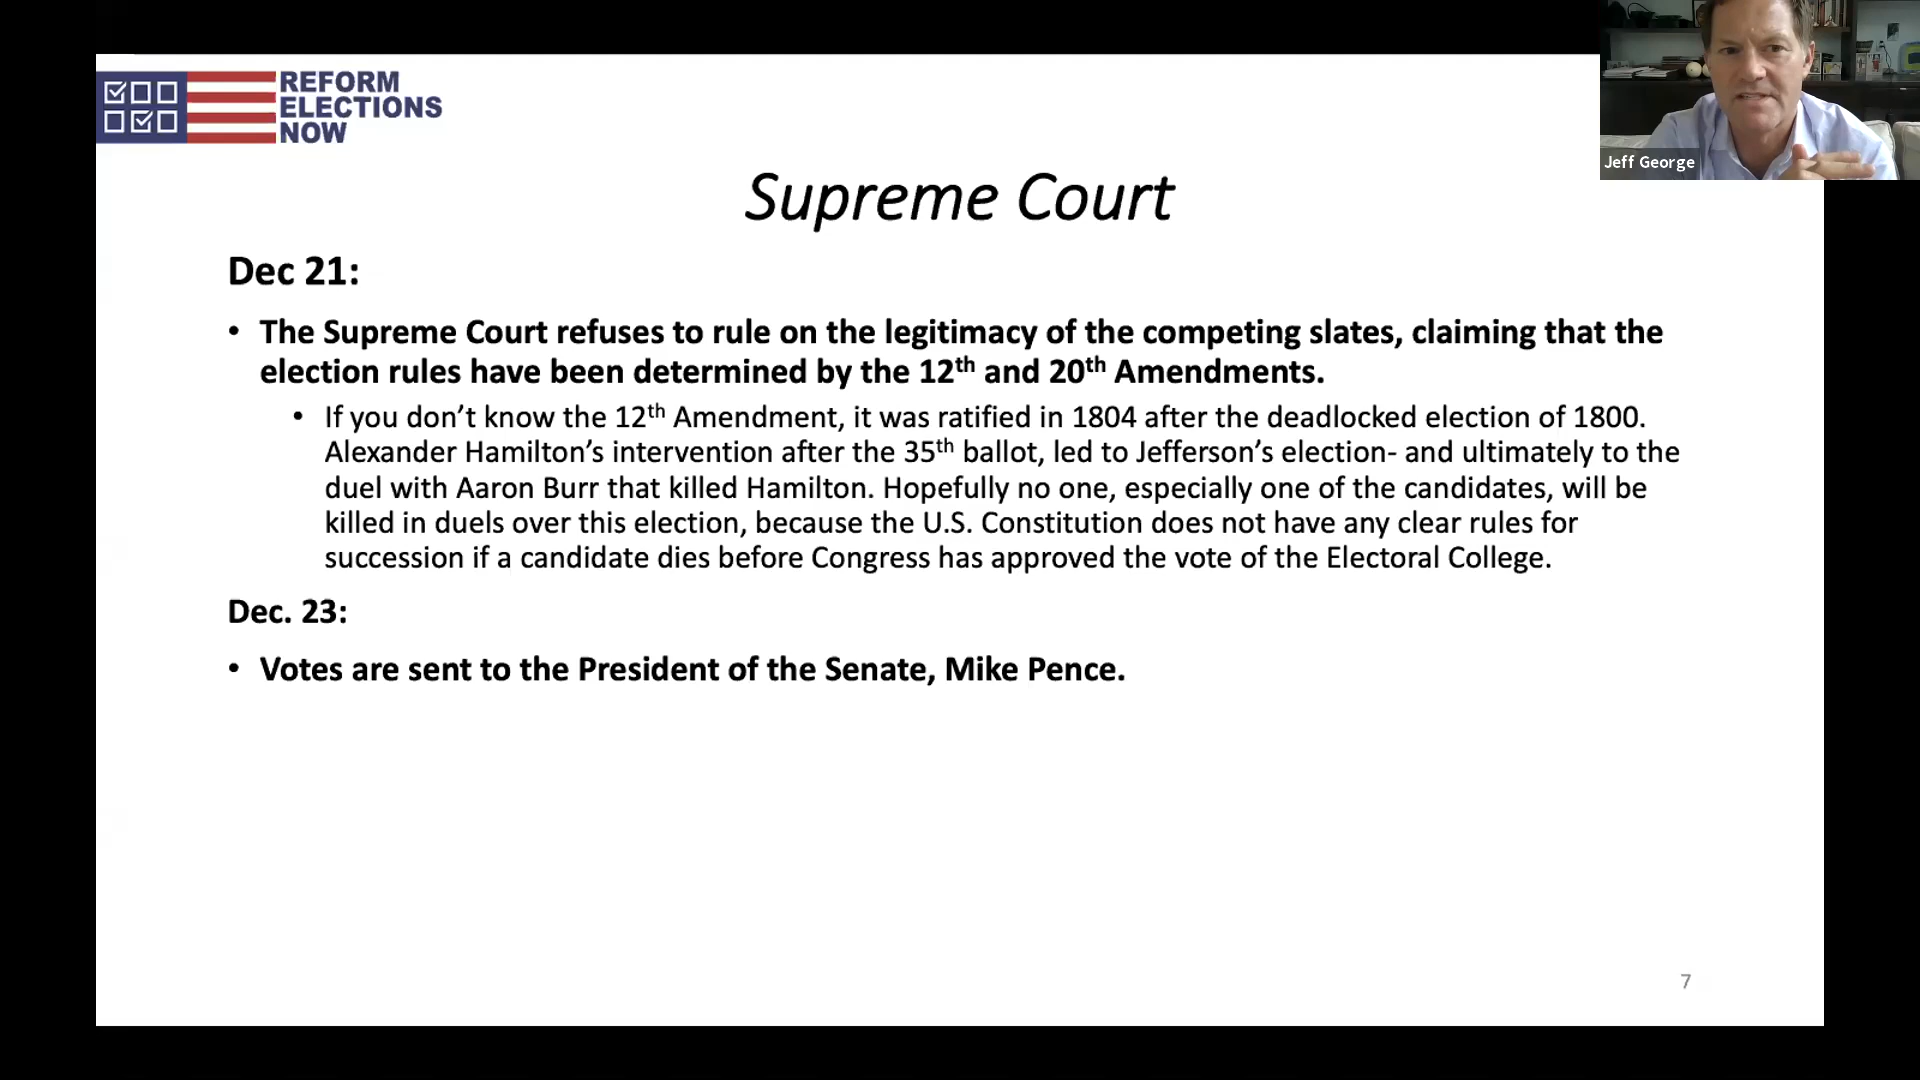 REFORM
ELECTIONS
NOW
Jeff George
Supreme Court
Dec 21:
• The Supreme Court refuses to rule on the legitimacy of the competing slates, claiming that the
election rules have been determined by the 12th and 20th Amendments.
• If you don’t know the 12th Amendment, it was ratified in 1804 after the deadlocked election of 1800.
Alexander Hamilton’s intervention after the 35th ballot, led to Jefferson’s election- and ultimately to the
duel with Aaron Burr that killed Hamilton. Hopefully no one, especially one of the candidates, will be
killed in duels over this election, because the U.S. Constitution does not have any clear rules for
succession if a candidate dies before Congress has approved the vote of the Electoral College.
Dec. 23:
• Votes are sent to the President of the Senate, Mike Pence.
7